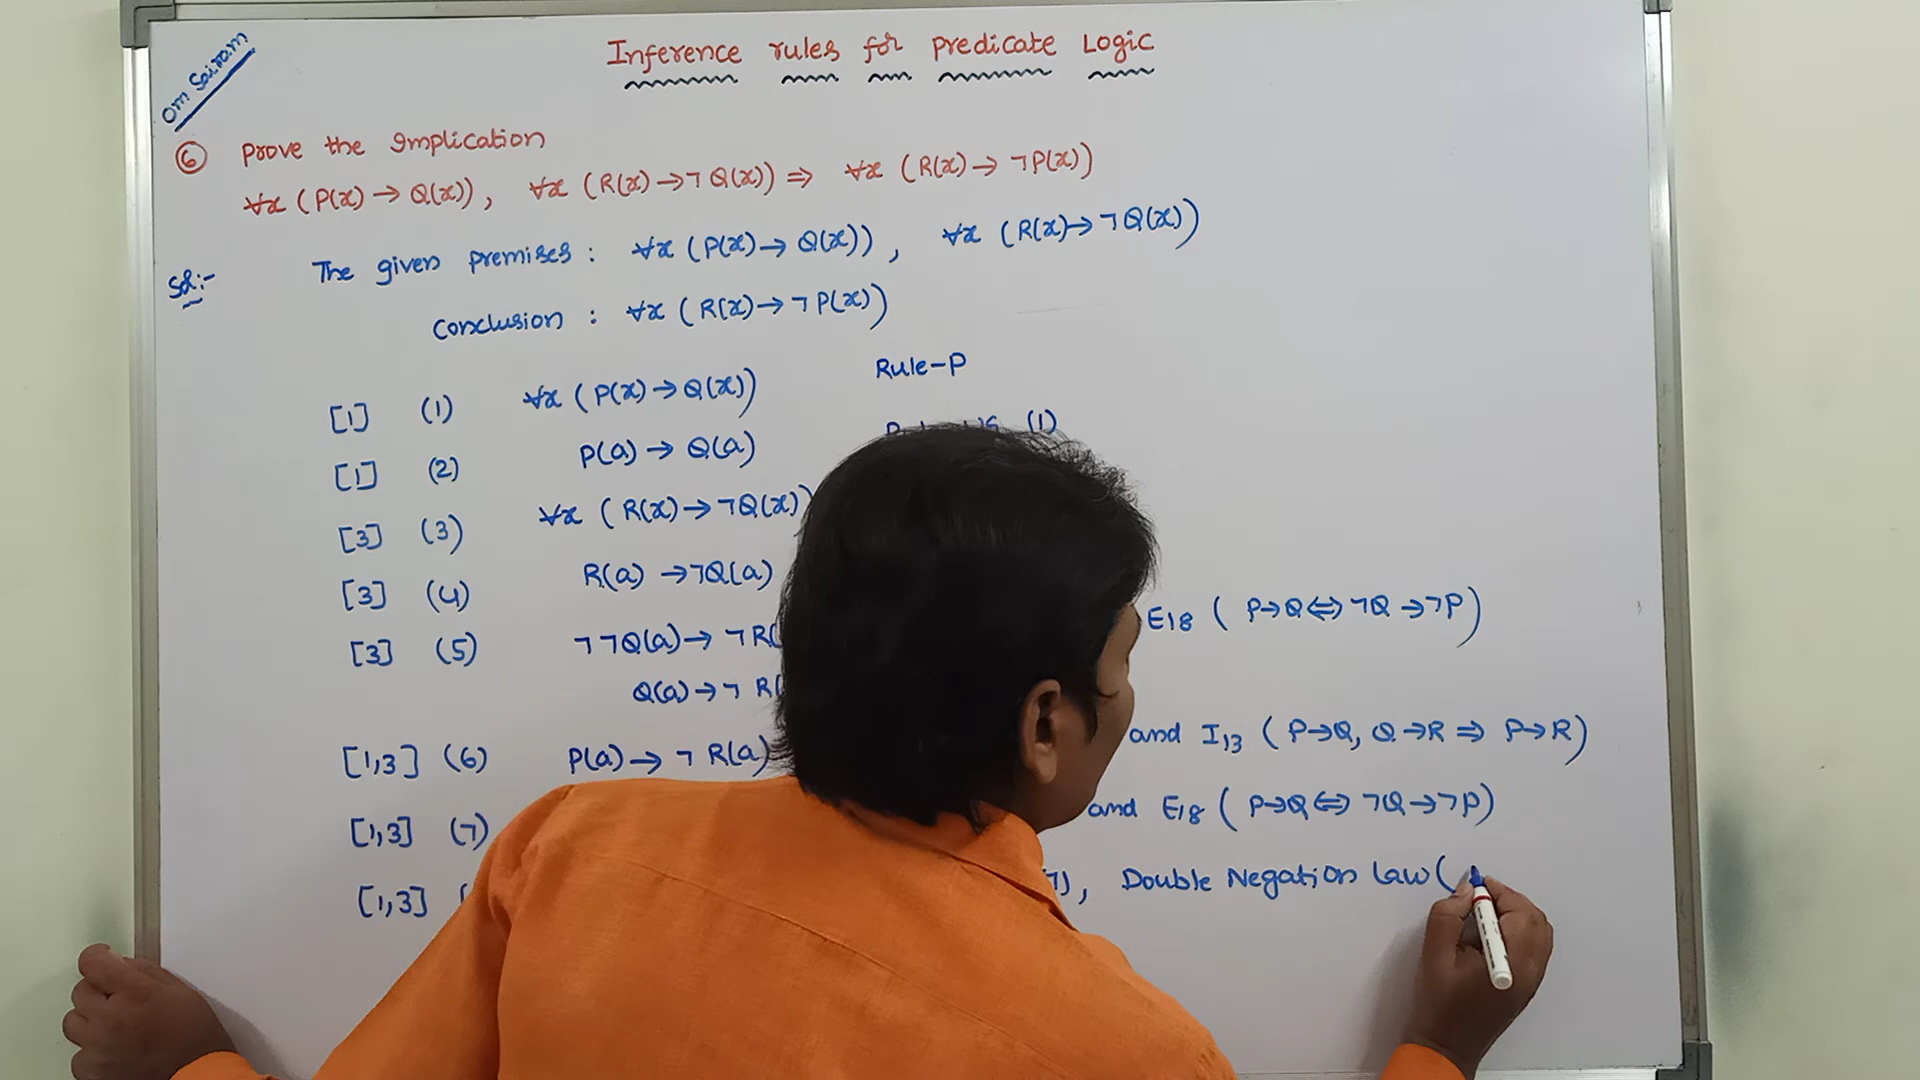 Om Sairam
Inference rules for Predicate Logic
⑥ Prove the Implication
∀x (P(x) → Q(x)), ∀x (R(x) → ¬Q(x)) ⇒ ∀x (R(x) → ¬P(x))
Sol:- The given premises : ∀x (P(x) → Q(x)), ∀x (R(x) → ¬Q(x))
Conclusion : ∀x (R(x) → ¬P(x))
[1] (1) ∀x (P(x) → Q(x)) Rule-P
[1] (2) P(a) → Q(a) (1)
[3] (3) ∀x (R(x) → ¬Q(x))
[3] (4) R(a) → ¬Q(a)
[3] (5) ¬¬Q(a) → ¬R( E18 ( P→Q ⇔ ¬Q→¬P)
Q(a) → ¬R(
[1,3] (6) P(a) → ¬R(a) and I13 ( P→Q, Q→R ⇒ P→R)
[1,3] (7) and E18 ( P→Q ⇔ ¬Q→¬P)
[1,3] ( 7), Double Negation Law (